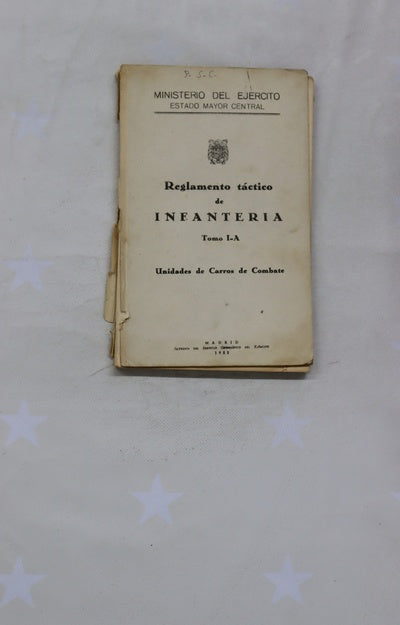 MINISTERIO DEL EJERCITO
ESTADO MAYOR CENTRAL
Reglamento táctico
de
INFANTERIA
Tomo I-A
Unidades de Carros de Combate
MADRID